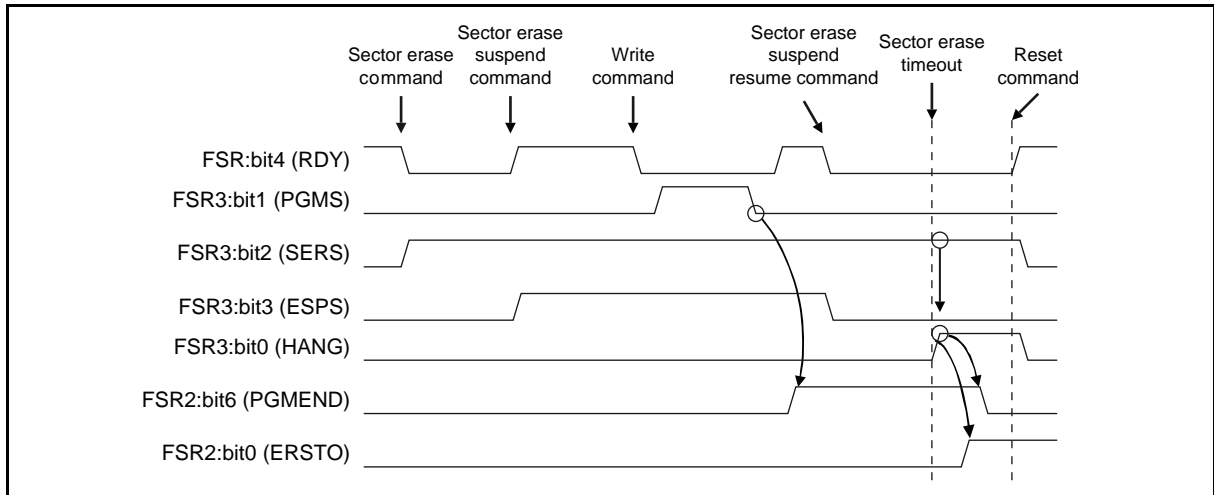 Sector erase
command
Sector erase
suspend
command
Write
command
Sector erase
suspend
resume command
Sector erase
timeout
Reset
command
FSR:bit4 (RDY)
FSR3:bit1 (PGMS)
FSR3:bit2 (SERS)
FSR3:bit3 (ESPS)
FSR3:bit0 (HANG)
FSR2:bit6 (PGMEND)
FSR2:bit0 (ERSTO)